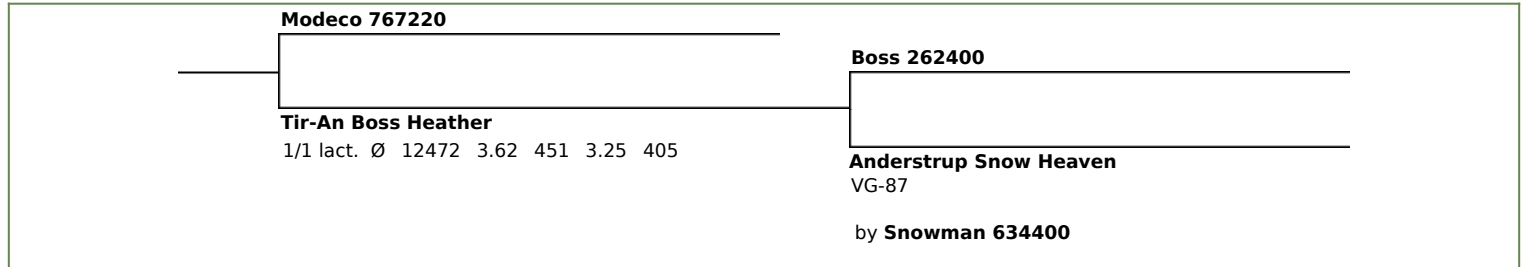 Modeco 767220
Boss 262400
Tir-An Boss Heather
1/1 lact. Ø 12472 3.62 451 3.25 405
Anderstrup Snow Heaven
VG-87
by Snowman 634400